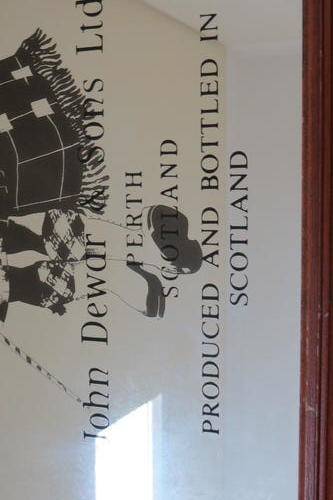 John Dewar & Sons Ltd
PERTH
SCOTLAND
PRODUCED AND BOTTLED IN
SCOTLAND